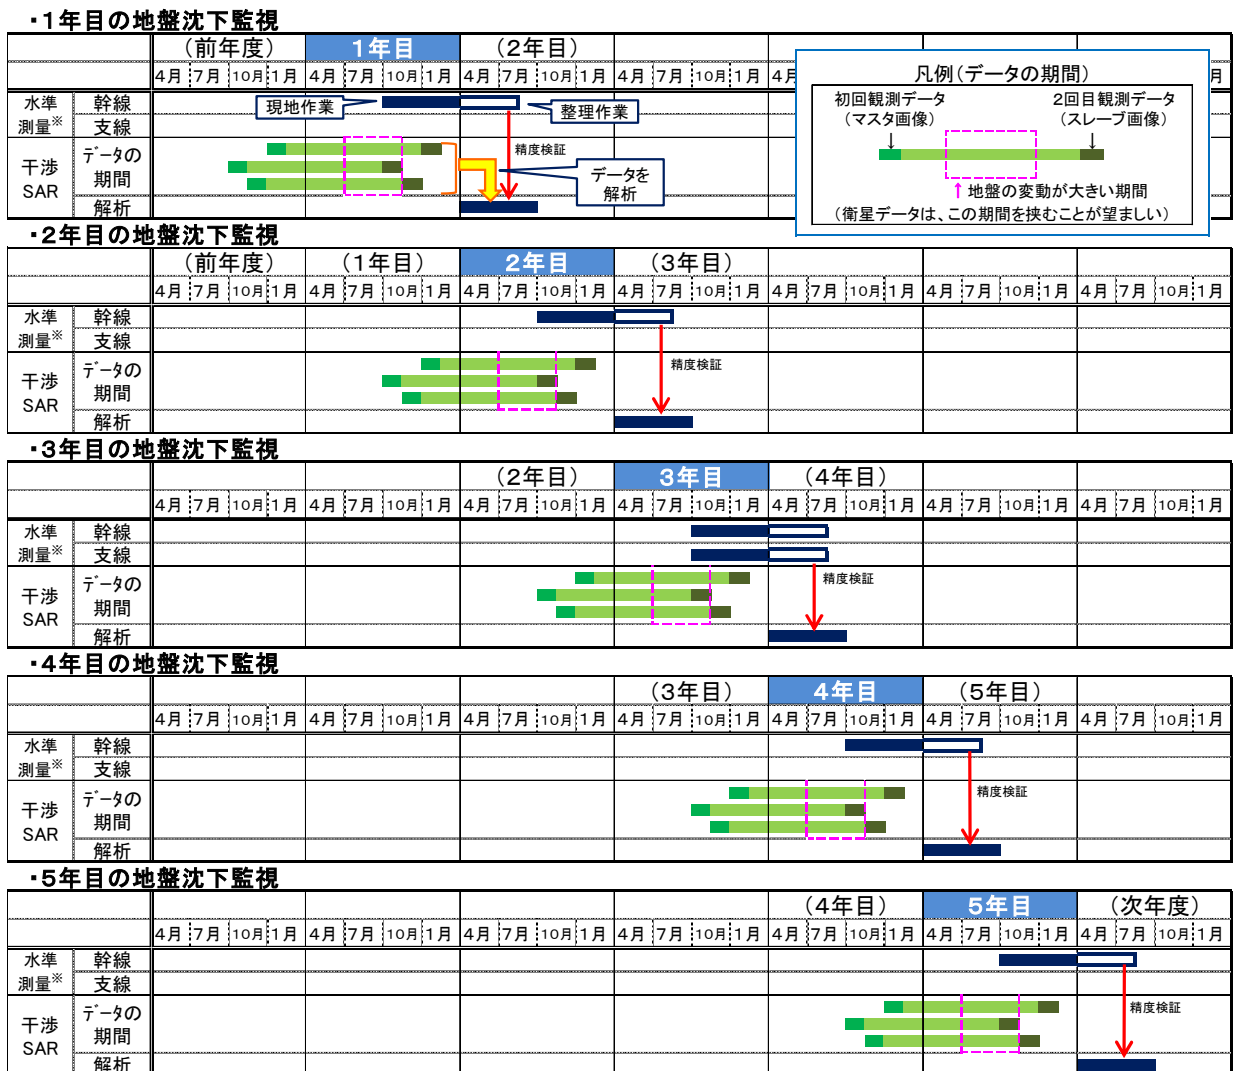 ・1年目の地盤沈下監視
（前年度） 1年目 （2年目）
4月 7月 10月 1月 4月 7月 10月 1月 4月 7月 10月 1月 4月 7月 10月 1月 4月 月
凡例(データの期間)
初回観測データ 2回目観測データ
（マスタ画像） （スレーブ画像）
↓ ↓
↑ 地盤の変動が大きい期間
（衛星データは、この期間を挟むことが望ましい）
水準 幹線 現地作業 整理作業
測量※ 支線
精度検証
干渉 データの
SAR 期間
データを
解析
解析
・2年目の地盤沈下監視
（前年度） （1年目） 2年目 （3年目）
4月 7月 10月 1月 4月 7月 10月 1月 4月 7月 10月 1月 4月 7月 10月 1月 4月 7月 10月 1月 4月 7月 10月 1月 4月 7月 10月 1月
水準 幹線
測量※ 支線
干渉 データの 精度検証
SAR 期間
解析
・3年目の地盤沈下監視
（2年目） 3年目 （4年目）
4月 7月 10月 1月 4月 7月 10月 1月 4月 7月 10月 1月 4月 7月 10月 1月 4月 7月 10月 1月 4月 7月 10月 1月 4月 7月 10月 1月
水準 幹線
測量※ 支線
干渉 データの 精度検証
SAR 期間
解析
・4年目の地盤沈下監視
（3年目） 4年目 （5年目）
4月 7月 10月 1月 4月 7月 10月 1月 4月 7月 10月 1月 4月 7月 10月 1月 4月 7月 10月 1月 4月 7月 10月 1月 4月 7月 10月 1月
水準 幹線
測量※ 支線
干渉 データの 精度検証
SAR 期間
解析
・5年目の地盤沈下監視
（4年目） 5年目 （次年度）
4月 7月 10月 1月 4月 7月 10月 1月 4月 7月 10月 1月 4月 7月 10月 1月 4月 7月 10月 1月 4月 7月 10月 1月 4月 7月 10月 1月
水準 幹線
測量※ 支線
干渉 データの 精度検証
SAR 期間
解析